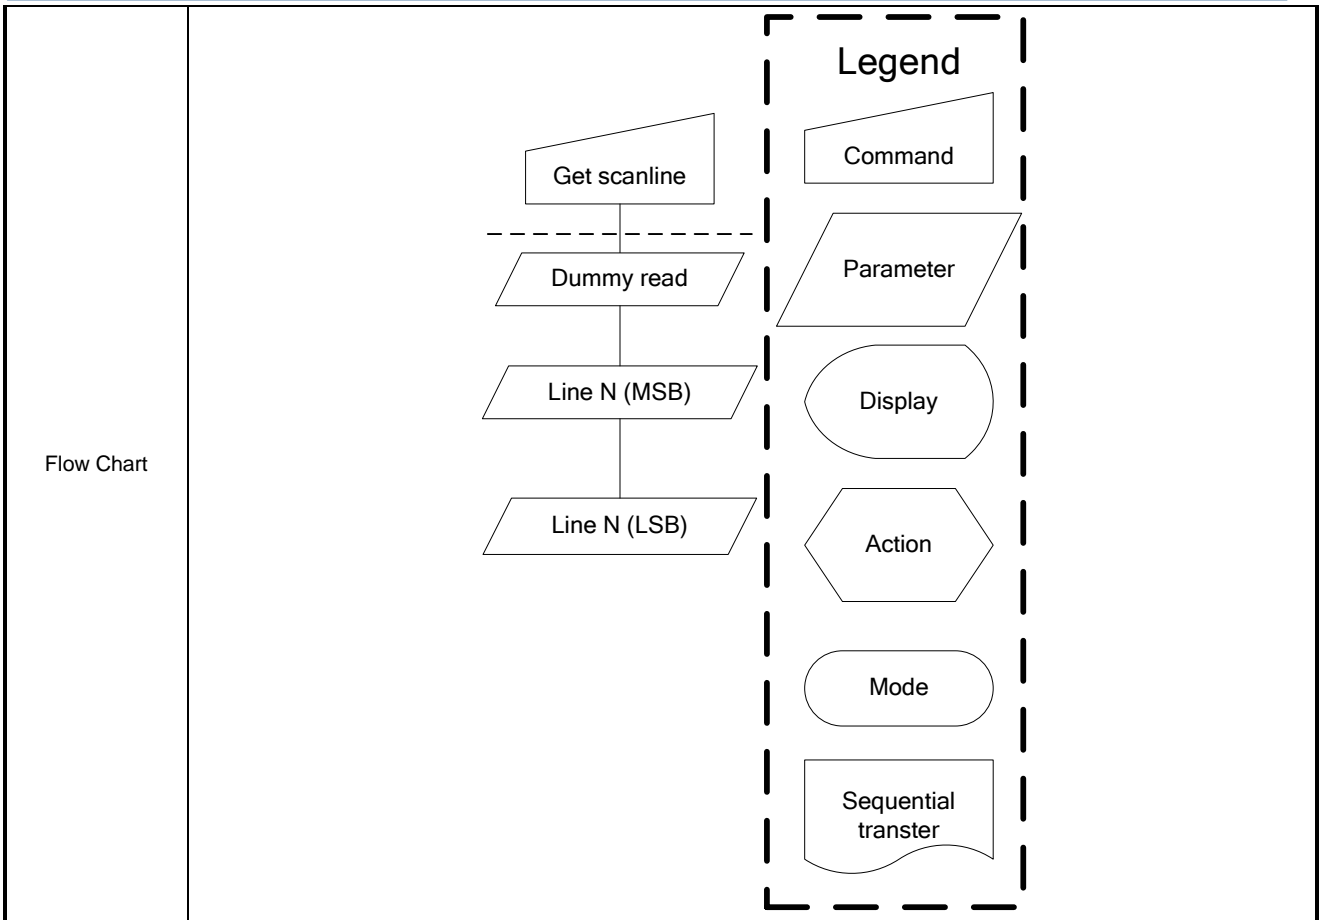 Flow Chart
Get scanline
Dummy read
Line N (MSB)
Line N (LSB)
Legend
Command
Parameter
Display
Action
Mode
Sequential
transter